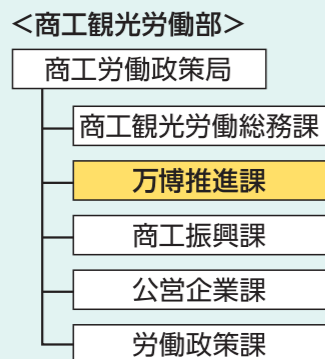 ＜商工観光労働部＞
商工労働政策局
商工観光労働総務課
万博推進課
商工振興課
公営企業課
労働政策課